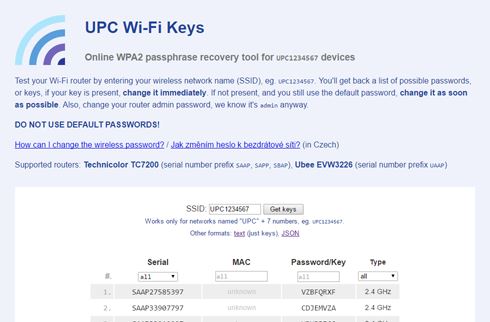 UPC Wi-Fi Keys
Online WPA2 passphrase recovery tool for UPC1234567 devices
Test your Wi-Fi router by entering your wireless network name (SSID), eg. UPC1234567. You'll get back a list of possible passwords,
or keys, if your key is present, change it immediately. If not present, and you still use the default password, change it as soon
as possible. Also, change your router admin password, we know it's admin anyway.
DO NOT USE DEFAULT PASSWORDS!
How can I change the wireless password? / Jak změním heslo k bezdrátové síti? (in Czech)
Supported routers: Technicolor TC7200 (serial number prefix SAAP, SAPP, SBAP), Ubee EVW3226 (serial number prefix UAAP)
SSID: UPC1234567 Get keys
Works only for networks named "UPC" + 7 numbers, eg. UPC1234567.
Other formats: text (just keys), JSON
Serial MAC Password/Key Type
#. all all all all
1. SAAP27585397 unknown VZBFQRXF 2.4 GHz
2. SAAP33907797 unknown CDJEMVZA 2.4 GHz